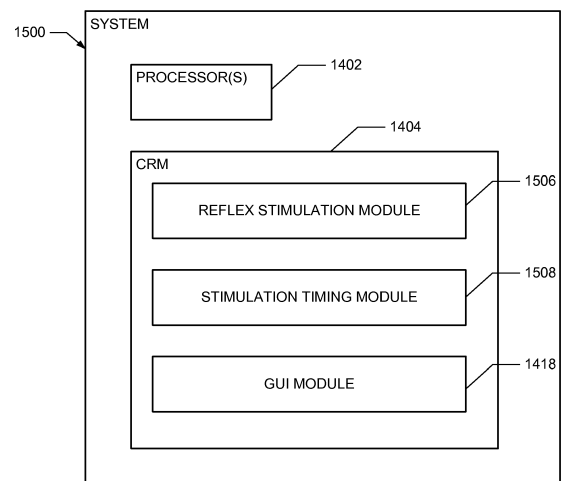 SYSTEM
1500
PROCESSOR(S)
1402
1404
CRM
1506
REFLEX STIMULATION MODULE
1508
STIMULATION TIMING MODULE
1418
GUI MODULE